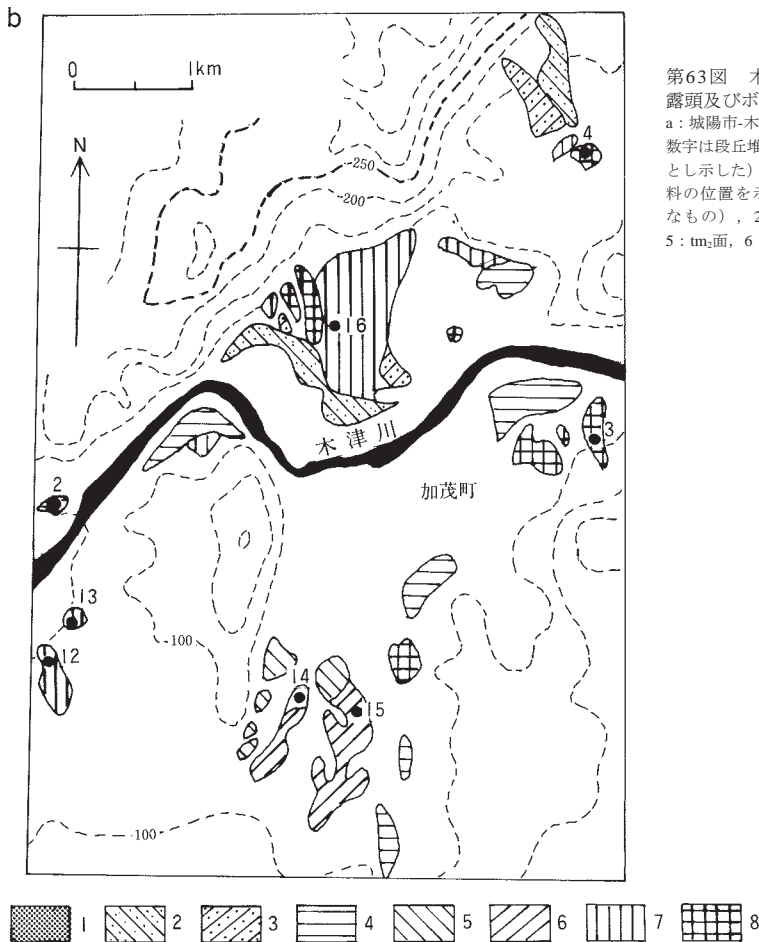 b
0 1km
N
250
200
4
16
木津川
3
加茂町
2
13
12
100
14
15
100
1 2 3 4 5 6 7 8
第63図 木
露頭及びボ
a：城陽市-木
数字は段丘堆
とし示した）
料の位置を示
なもの），2
5：tm₂面，6